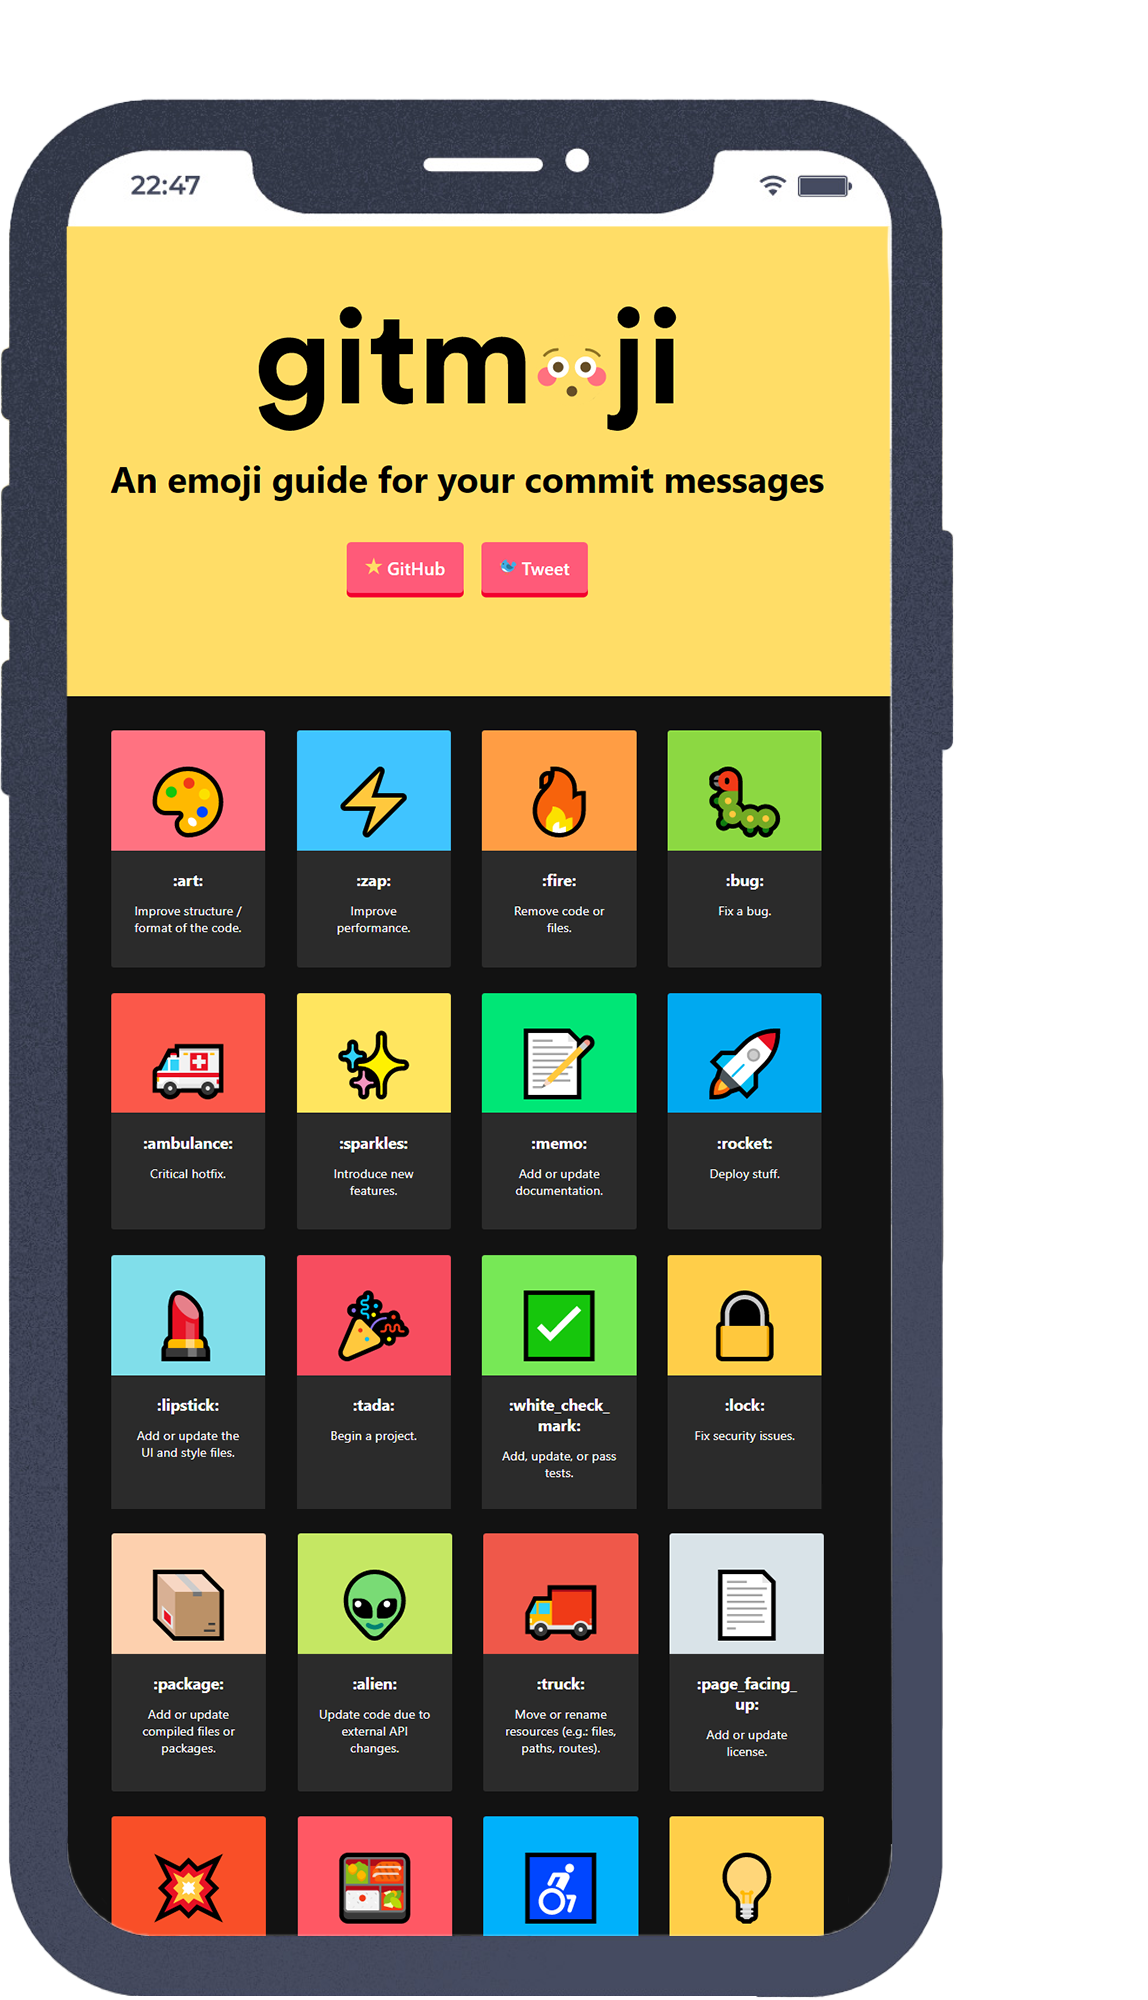 22:47
gitmoji
An emoji guide for your commit messages
GitHub
Tweet
:art:
Improve structure /
format of the code.
:zap:
Improve
performance.
:fire:
Remove code or
files.
:bug:
Fix a bug.
:ambulance:
Critical hotfix.
:sparkles:
Introduce new
features.
:memo:
Add or update
documentation.
:rocket:
Deploy stuff.
:lipstick:
Add or update the
UI and style files.
:tada:
Begin a project.
:white_check_
mark:
Add, update, or pass
tests.
:lock:
Fix security issues.
:package:
Add or update
compiled files or
packages.
:alien:
Update code due to
external API
changes.
:truck:
Move or rename
resources (e.g.: files,
paths, routes).
:page_facing_
up:
Add or update
license.